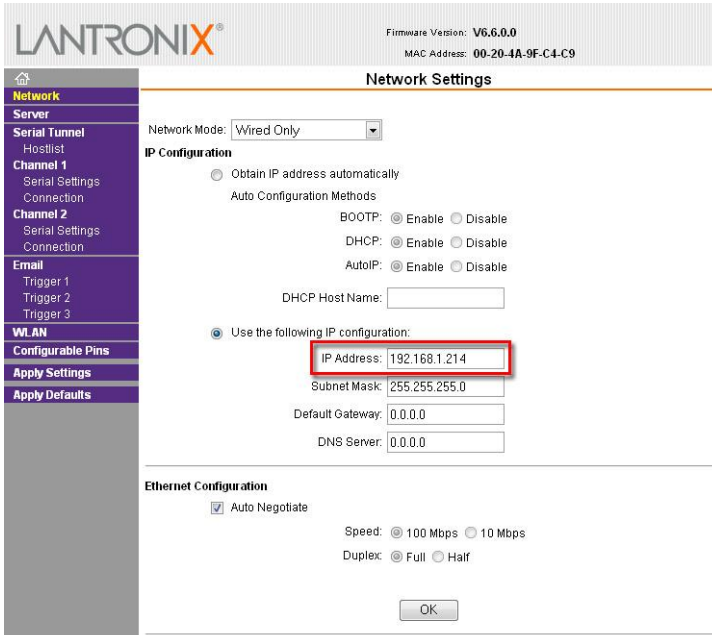 LANTRONIX®
Firmware Version: V6.6.0.0
MAC Address: 00-20-4A-9F-C4-C9
Network
Server
Serial Tunnel
Hostlist
Channel 1
Serial Settings
Connection
Channel 2
Serial Settings
Connection
Email
Trigger 1
Trigger 2
Trigger 3
WLAN
Configurable Pins
Apply Settings
Apply Defaults
Network Settings
Network Mode: Wired Only
IP Configuration
Obtain IP address automatically
Auto Configuration Methods
BOOTP: Enable Disable
DHCP: Enable Disable
AutoIP: Enable Disable
DHCP Host Name:
Use the following IP configuration:
IP Address: 192.168.1.214
Subnet Mask: 255.255.255.0
Default Gateway: 0.0.0.0
DNS Server: 0.0.0.0
Ethernet Configuration
Auto Negotiate
Speed: 100 Mbps 10 Mbps
Duplex: Full Half
OK